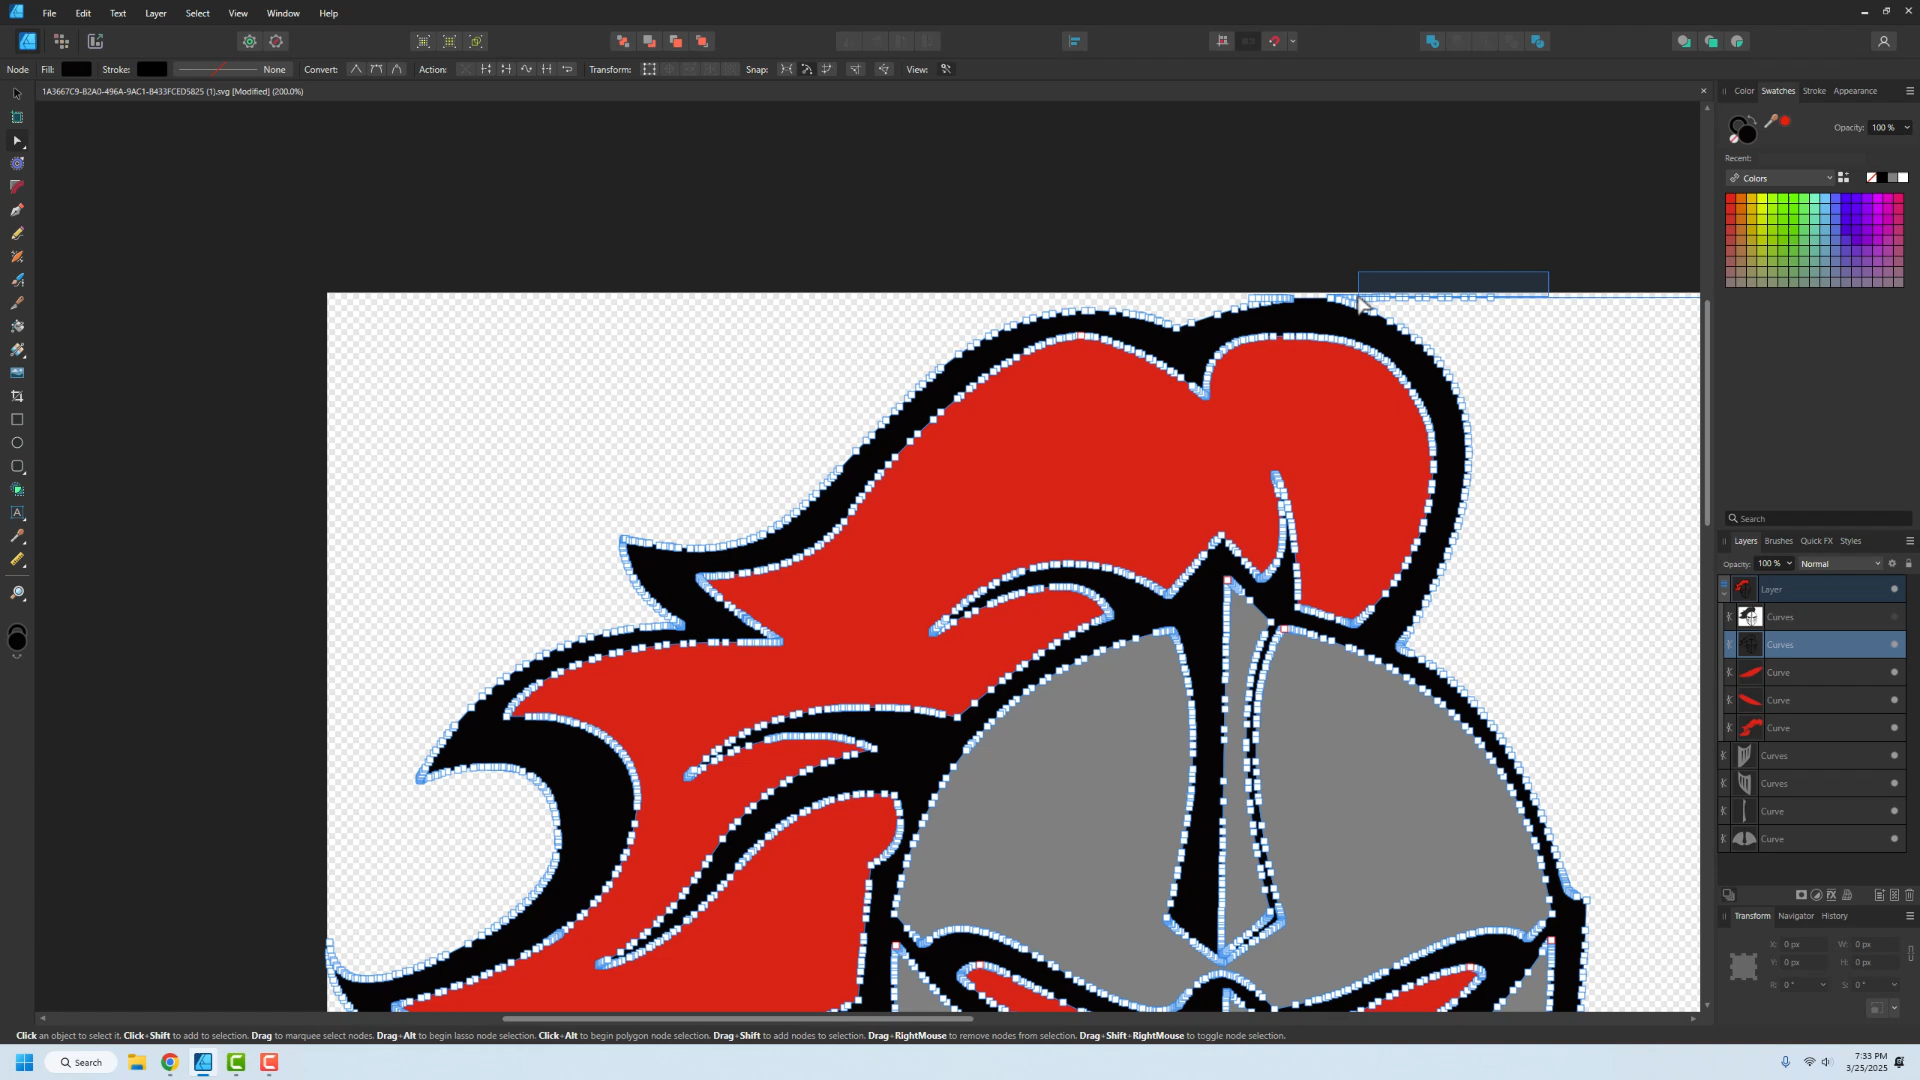 File Edit Text Layer Select View Window Help
Node Fill: Stroke: None Convert: Action: Transform: Snap: View:
1A3667C9-B2A0-496A-9AC1-B433FCED5825 (1).svg [Modified] (200.0%)
Color Swatches Stroke Appearance
Opacity: 100 %
Recent:
Colors
Search
Layers Brushes Quick FX Styles
Opacity: 100 % Normal
Layer
Curves
Curves
Curve
Curve
Curve
Curves
Curves
Curve
Curve
Transform Navigator History
X: 0 px W: 0 px
Y: 0 px H: 0 px
R: 0 ° S: 0 °
Click an object to select it. Click+Shift to add to selection. Drag to marquee select nodes. Drag+Alt to begin lasso node selection. Click+Alt to begin polygon node selection. Drag+Shift to add nodes to selection. Drag+RightMouse to remove nodes from selection. Drag+Shift+RightMouse to toggle node selection.
Search
7:33 PM
3/25/2025